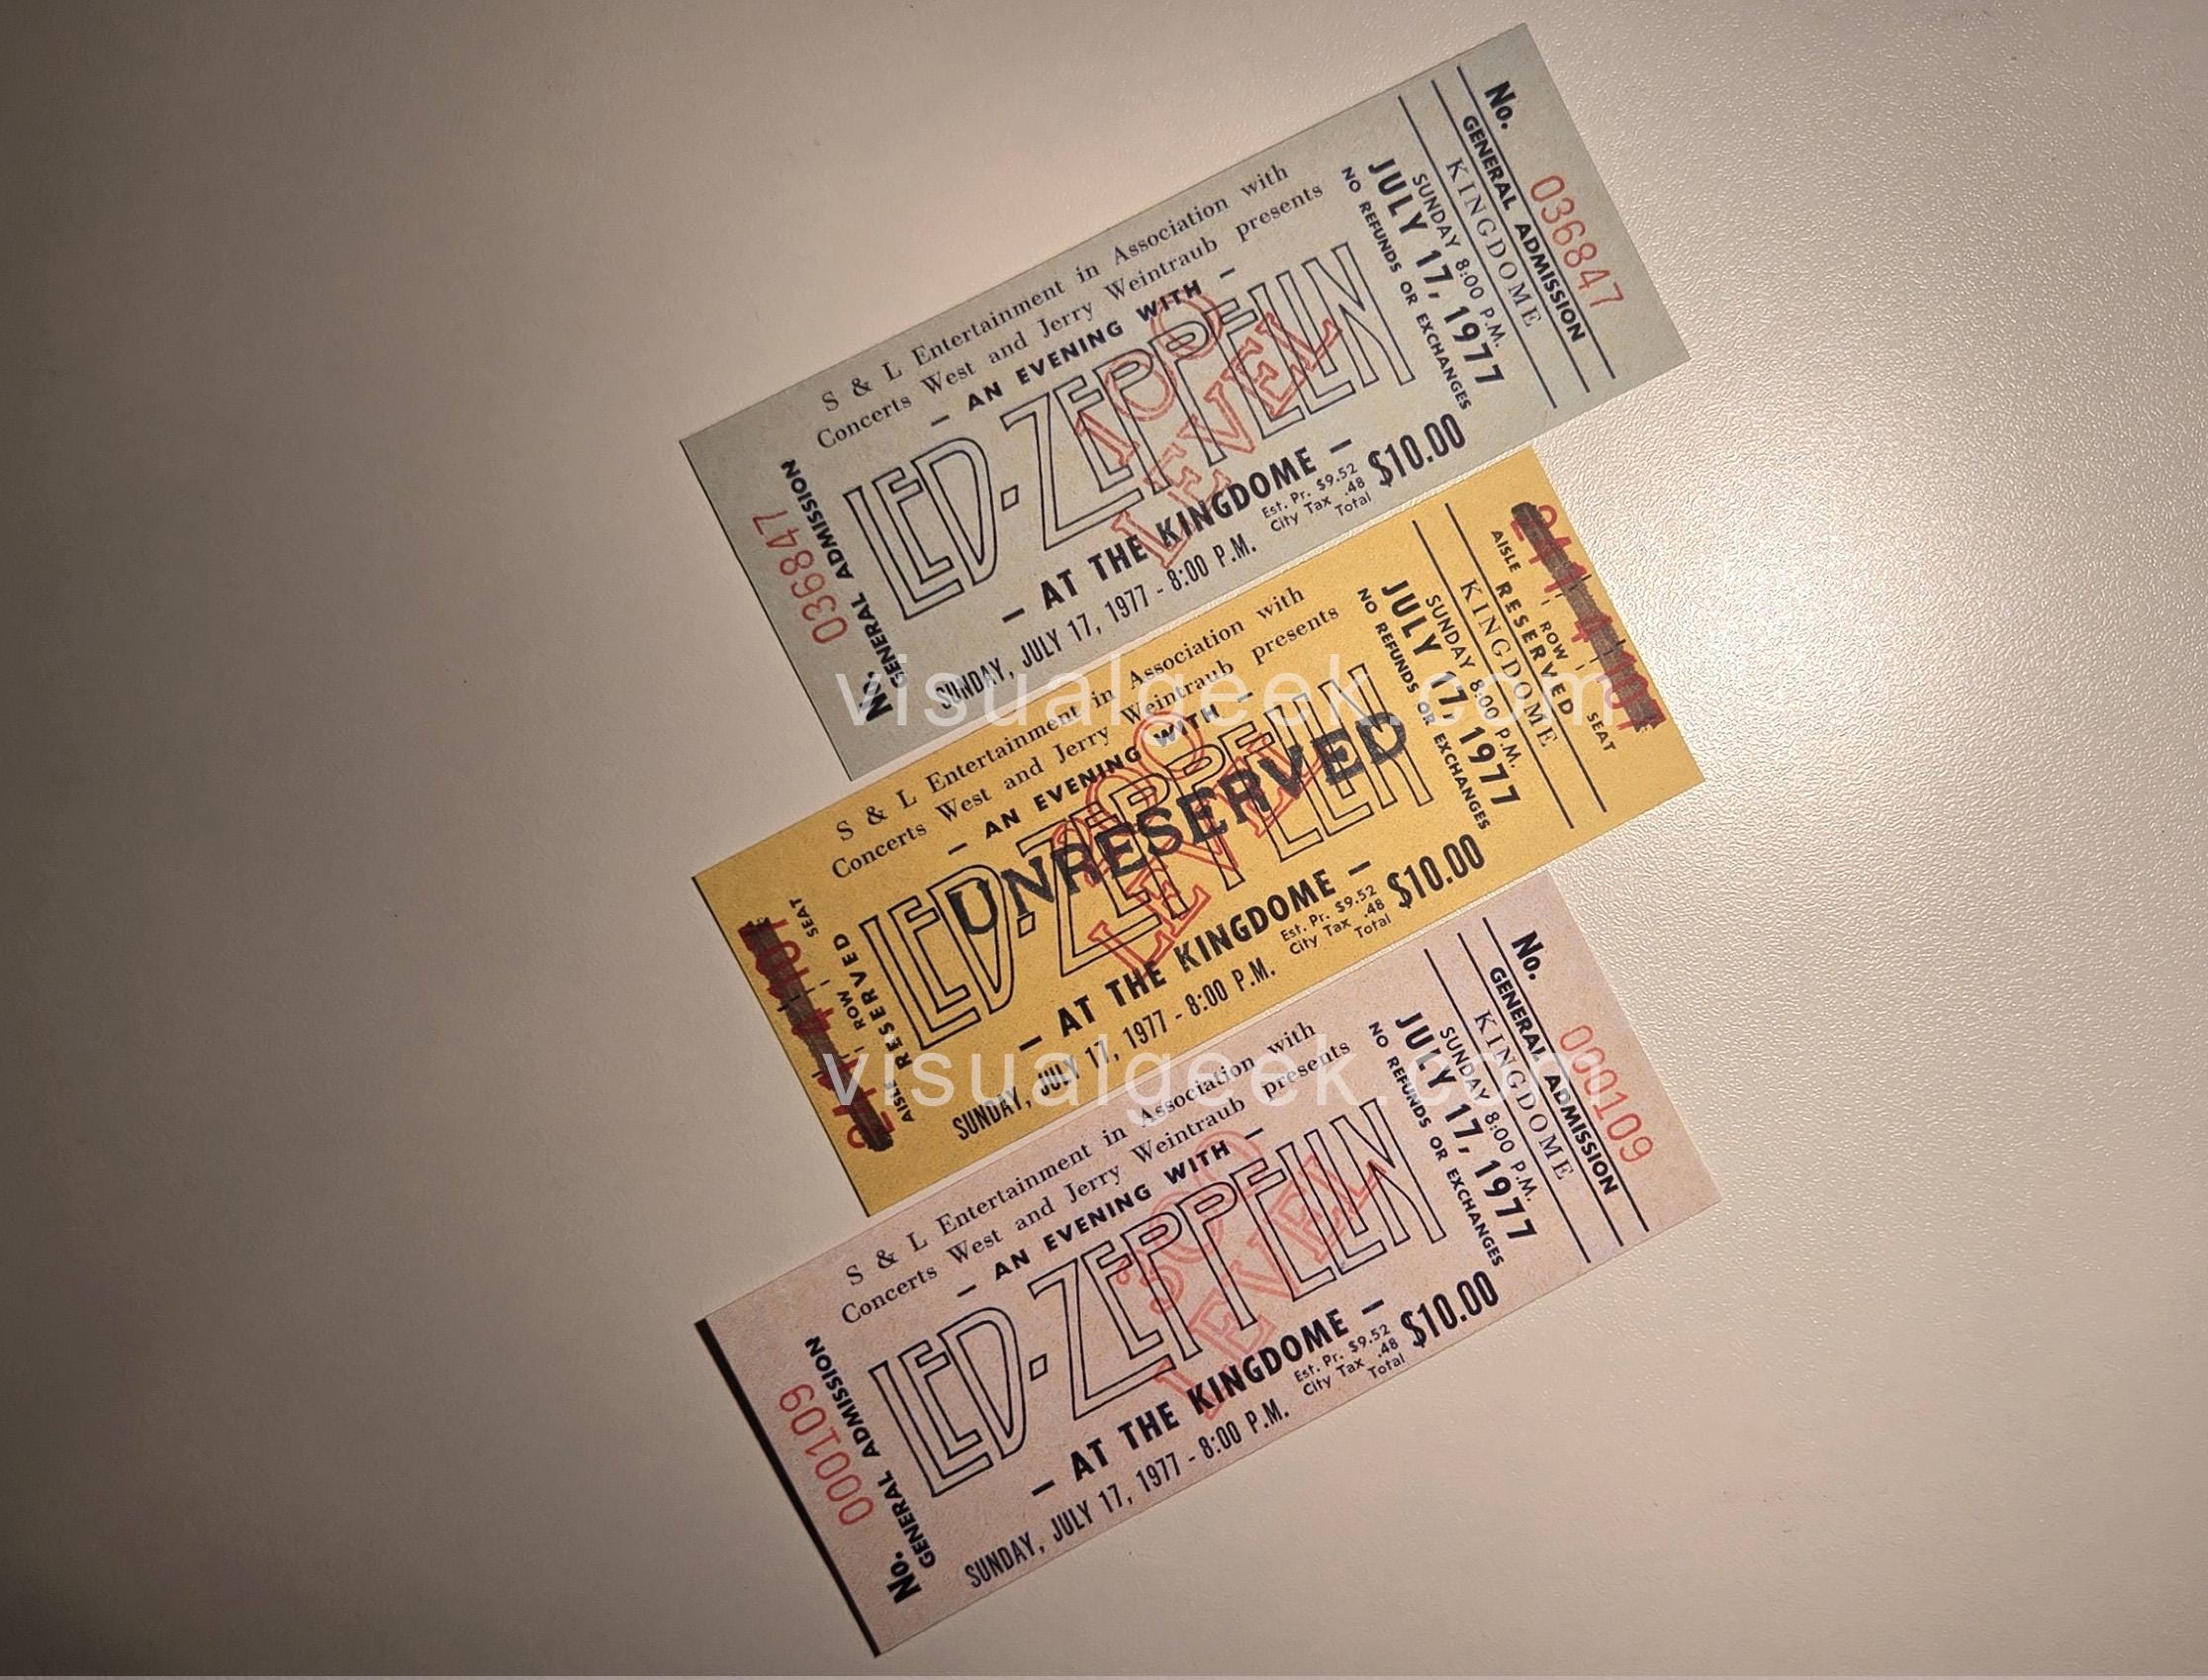 S & L Entertainment in Association with
Concerts West and Jerry Weintraub presents
– AN EVENING WITH –
LED-ZEPPELIN
100
LEVEL
– AT THE KINGDOME –
SUNDAY, JULY 17, 1977 - 8:00 P.M.
Est. Pr. $9.52
City Tax .48
Total
$10.00
No.
036847
GENERAL ADMISSION
NO REFUNDS OR EXCHANGES
JULY 17, 1977
SUNDAY 8:00 P.M.
KINGDOME
GENERAL ADMISSION
No.
036847
visualgeek.com
S & L Entertainment in Association with
Concerts West and Jerry Weintraub presents
– AN EVENING WITH –
LED-ZEPPELIN
LEVEL
UNRESERVED
– AT THE KINGDOME –
SUNDAY, JULY 17, 1977 - 8:00 P.M.
Est. Pr. $9.52
City Tax .48
Total
$10.00
AISLE ROW SEAT
RESERVED
NO REFUNDS OR EXCHANGES
JULY 17, 1977
SUNDAY 8:00 P.M.
KINGDOME
RESERVED
AISLE ROW SEAT
visualgeek.com
S & L Entertainment in Association with
Concerts West and Jerry Weintraub presents
– AN EVENING WITH –
LED-ZEPPELIN
300
LEVEL
– AT THE KINGDOME –
SUNDAY, JULY 17, 1977 - 8:00 P.M.
Est. Pr. $9.52
City Tax .48
Total
$10.00
No.
000109
GENERAL ADMISSION
NO REFUNDS OR EXCHANGES
JULY 17, 1977
SUNDAY 8:00 P.M.
KINGDOME
GENERAL ADMISSION
No.
000109